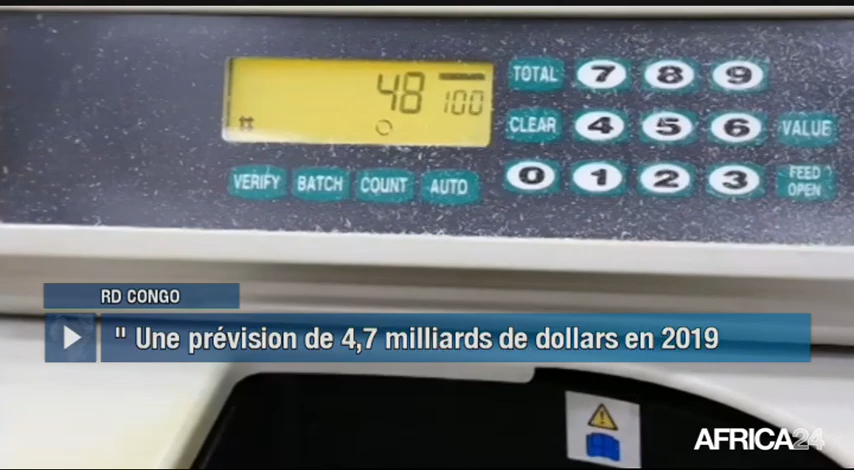 48
100
TOTAL 7 8 9
CLEAR 4 5 6 VALUE
VERIFY BATCH COUNT AUTO
0 1 2 3 FEED OPEN
RD CONGO
" Une prévision de 4,7 milliards de dollars en 2019
AFRICA24